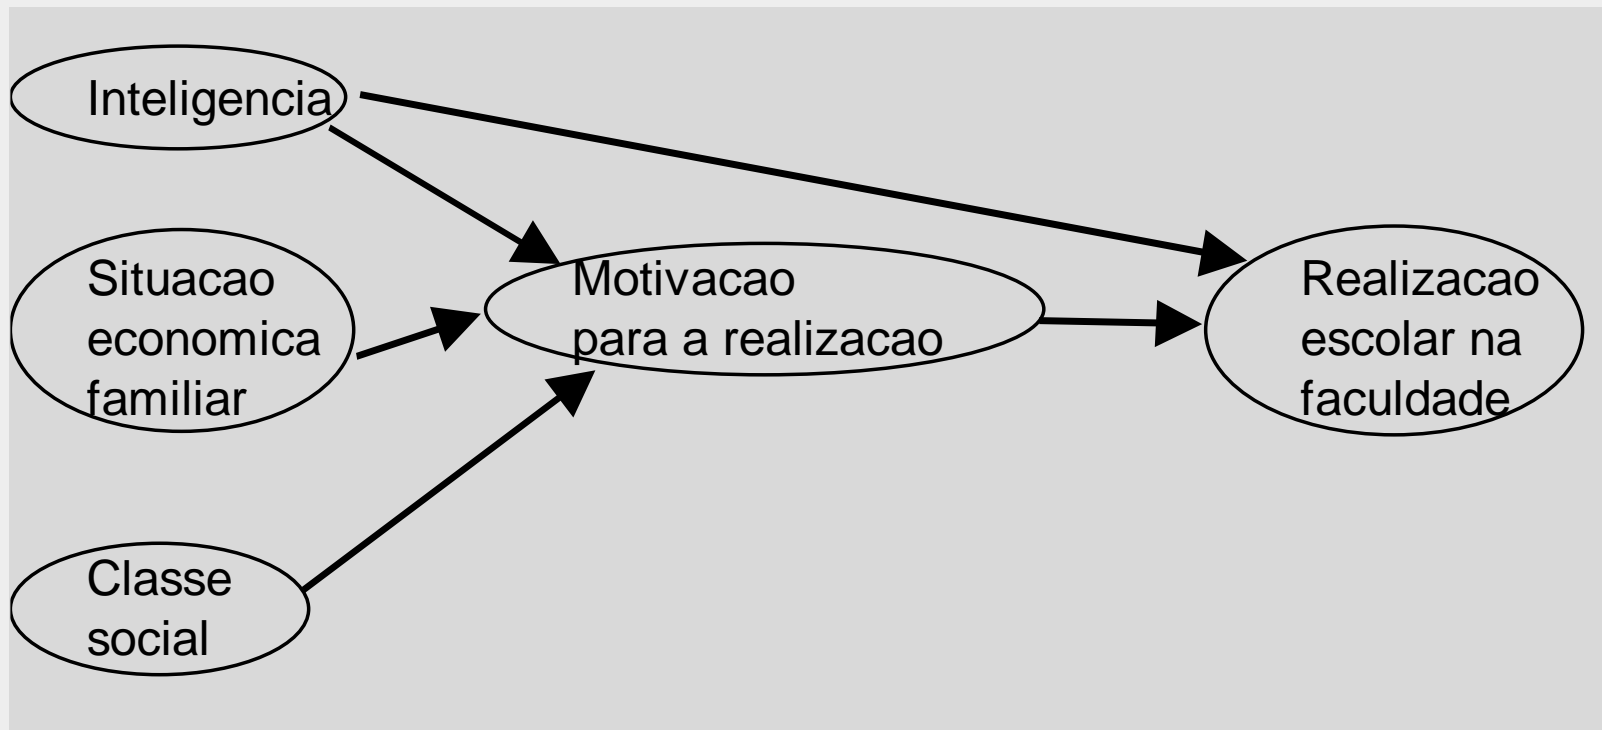 Inteligencia
Situacao
economica
familiar
Classe
social
Motivacao
para a realizacao
Realizacao
escolar na
faculdade